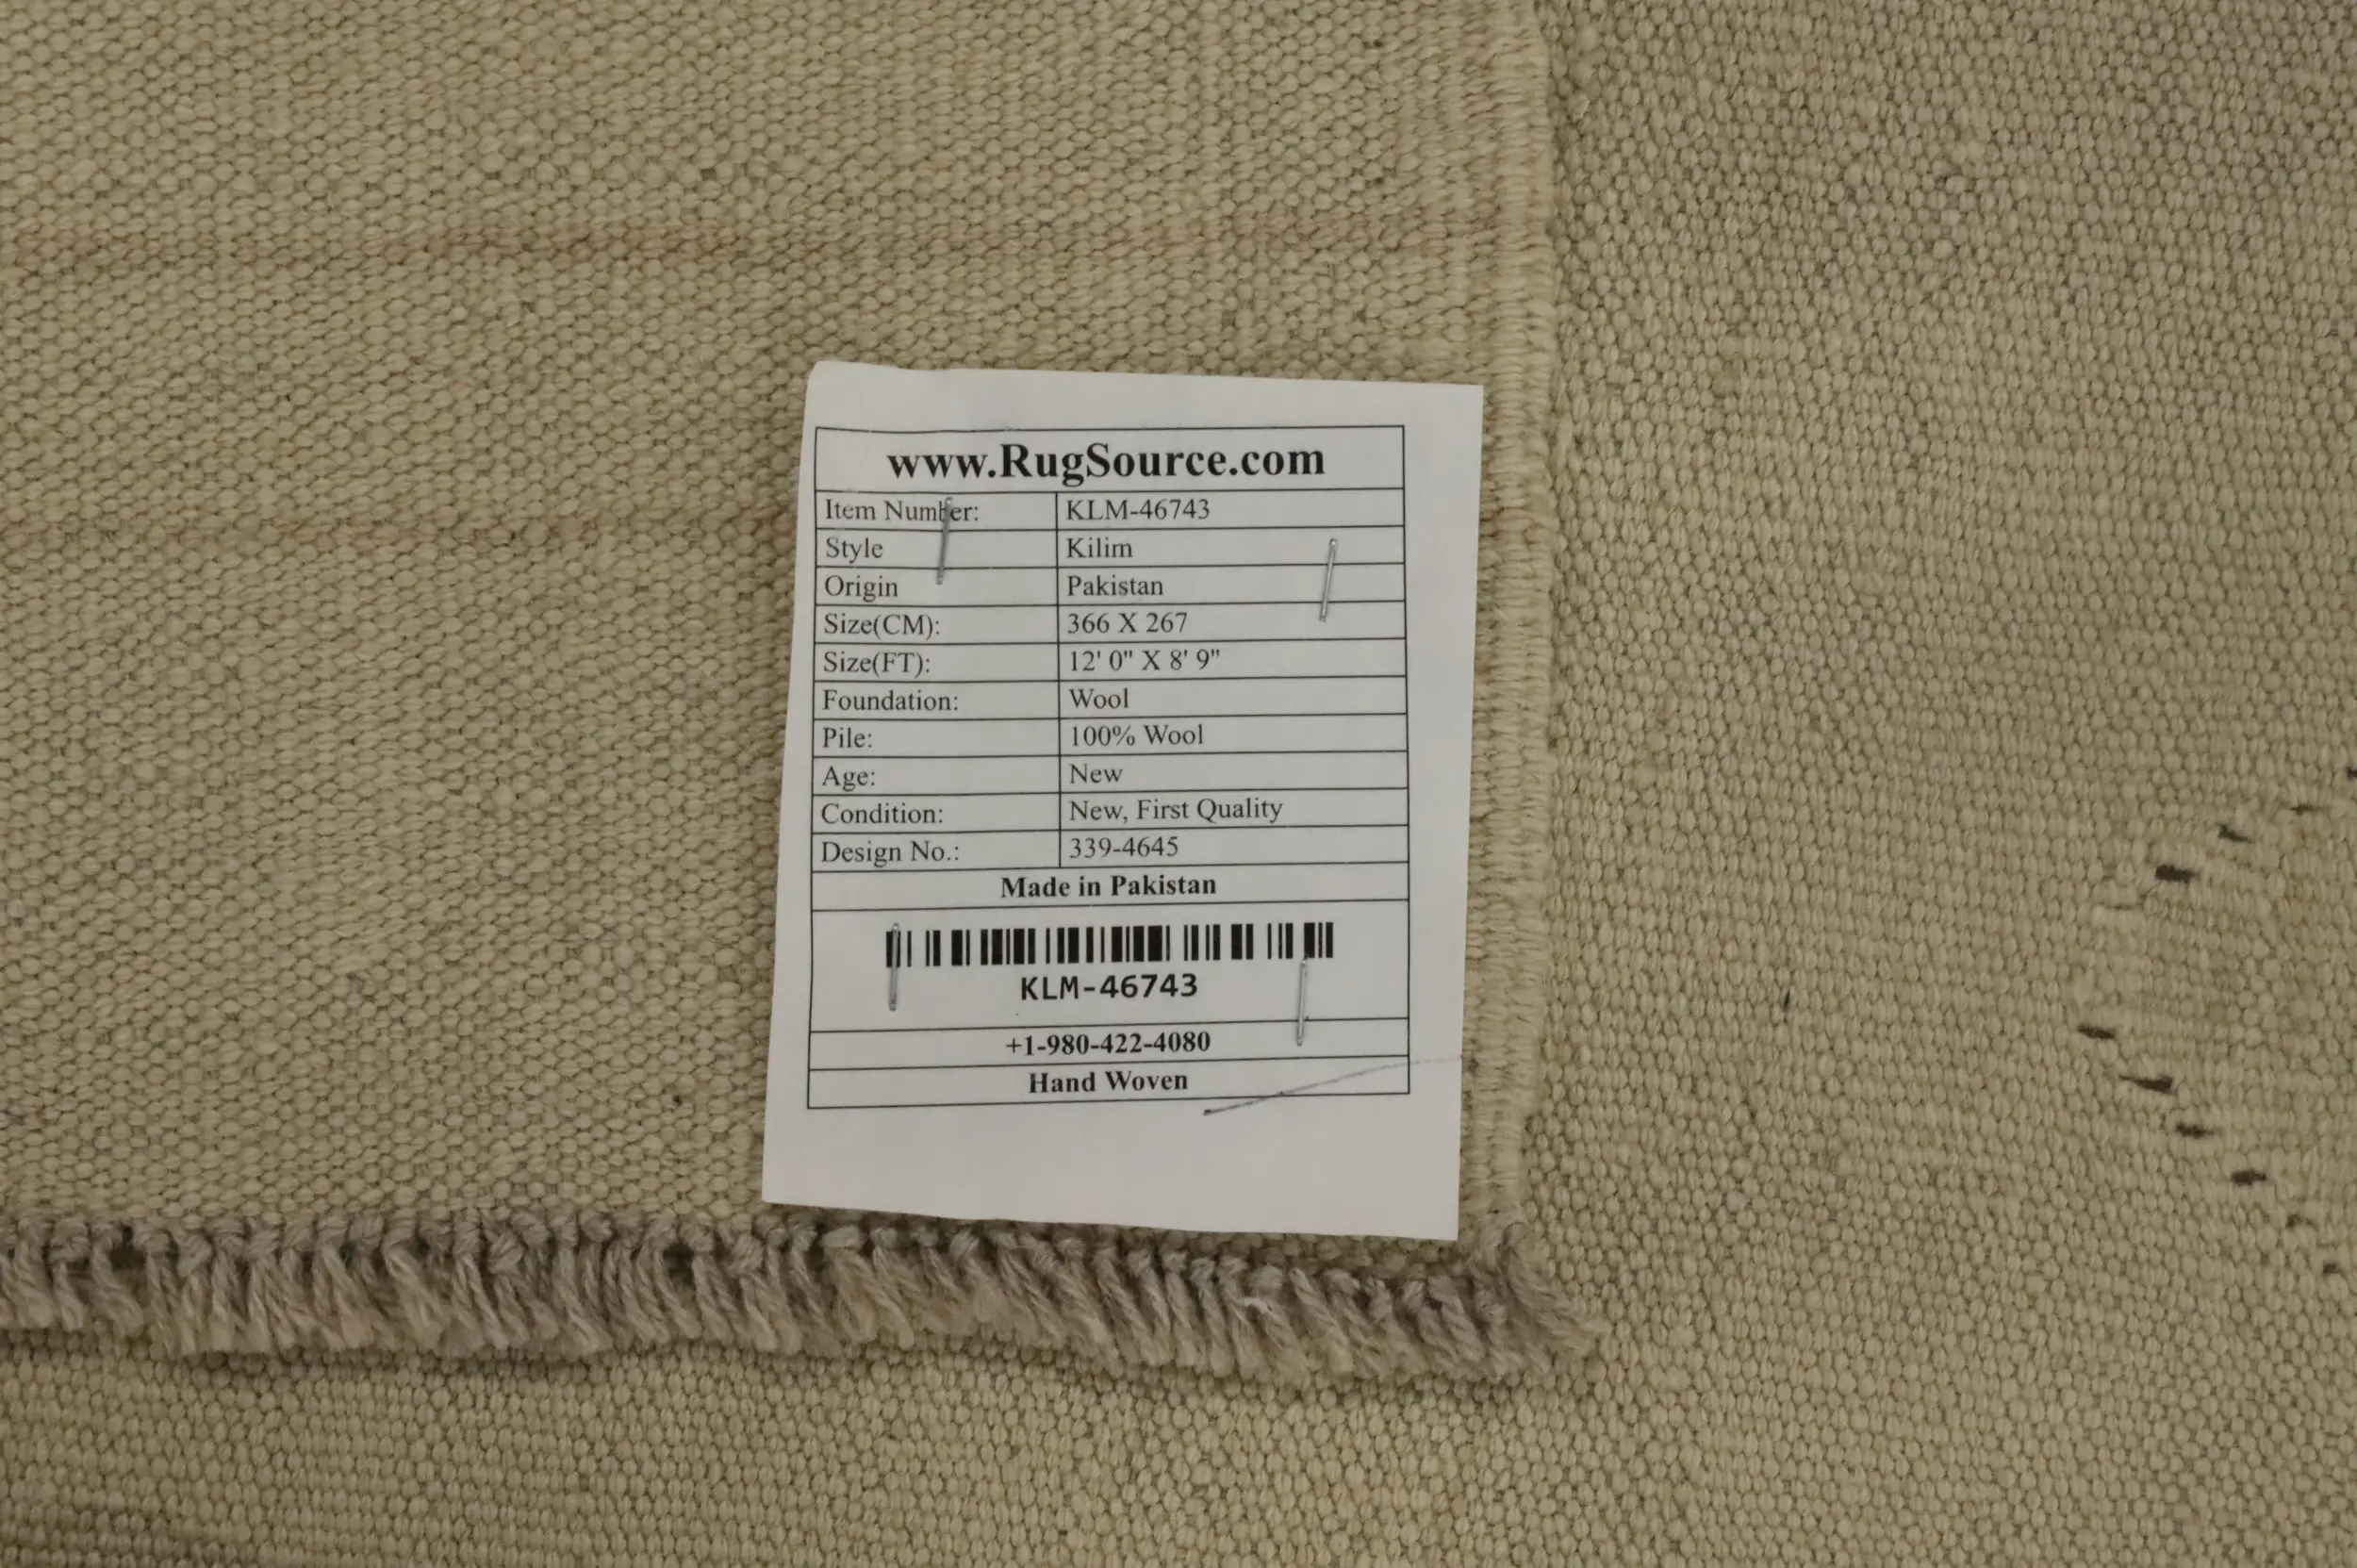 www.RugSource.com
Item Number: KLM-46743
Style Kilim
Origin Pakistan
Size(CM): 366 X 267
Size(FT): 12' 0" X 8' 9"
Foundation: Wool
Pile: 100% Wool
Age: New
Condition: New, First Quality
Design No.: 339-4645
Made in Pakistan
KLM-46743
+1-980-422-4080
Hand Woven